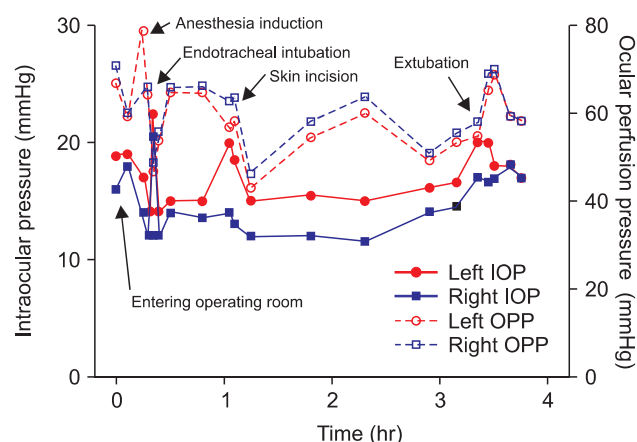 Anesthesia induction
Endotracheal intubation
Skin incision
Extubation
Entering operating room
Left IOP
Right IOP
Left OPP
Right OPP
Intraocular pressure (mmHg)
30
20
10
0
Ocular perfusion pressure (mmHg)
80
60
40
20
0
0
1
2
3
4
Time (hr)